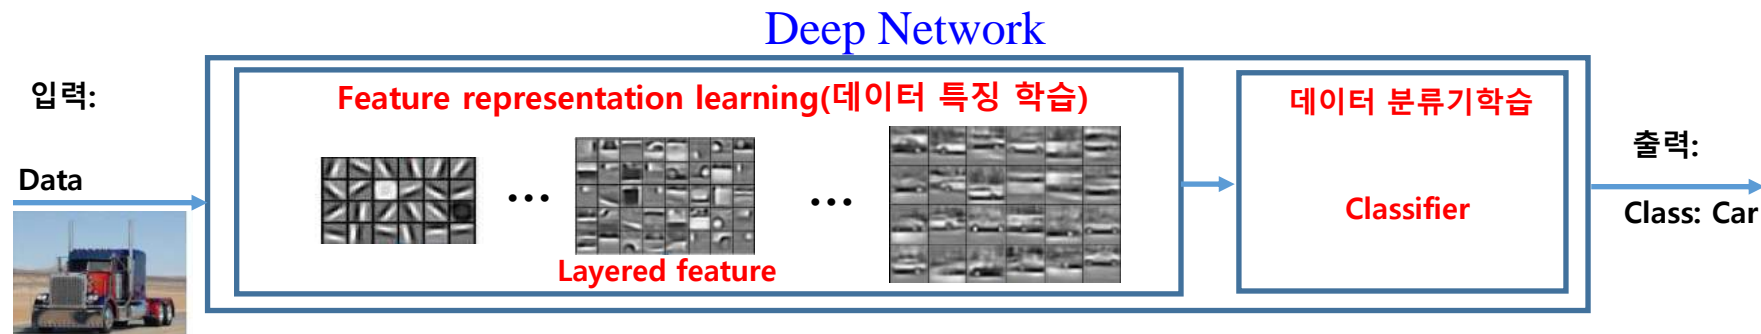 Deep Network
입력:
Data
Feature representation learning(데이터 특징 학습)
...
...
Layered feature
데이터 분류기학습
Classifier
출력:
Class: Car